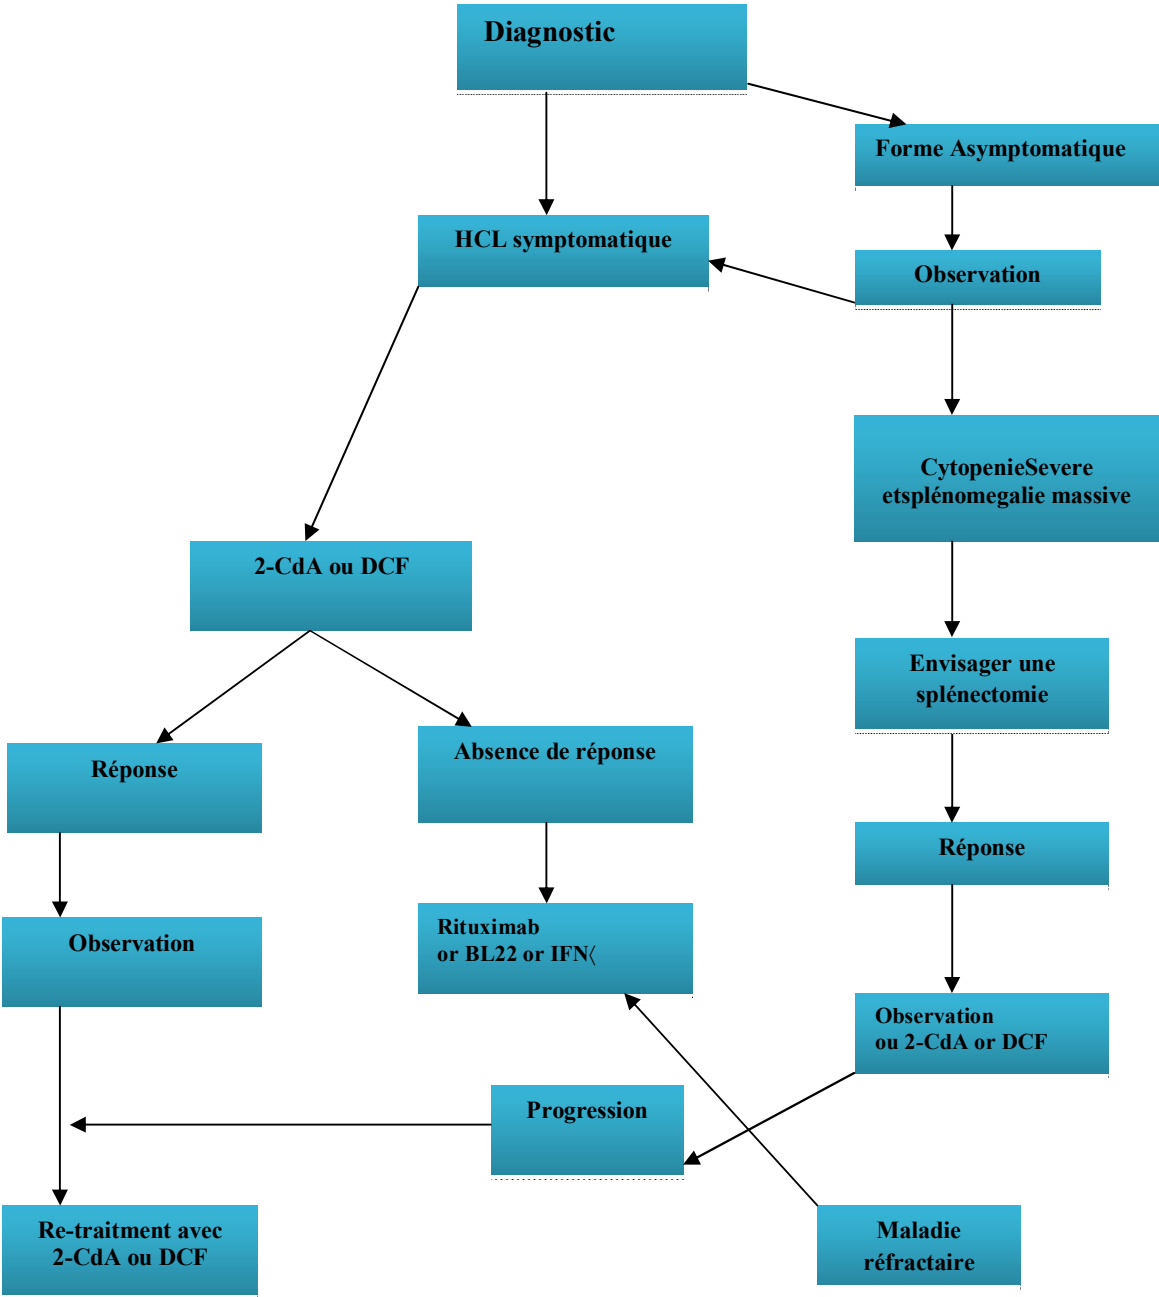 Diagnostic
Forme Asymptomatique
HCL symptomatique
Observation
CytopenieSevere
etsplénomegalie massive
2-CdA ou DCF
Envisager une
splénectomie
Réponse
Absence de réponse
Réponse
Observation
Rituximab
or BL22 or IFN〈
Observation
ou 2-CdA or DCF
Progression
Re-traitment avec
2-CdA ou DCF
Maladie
réfractaire